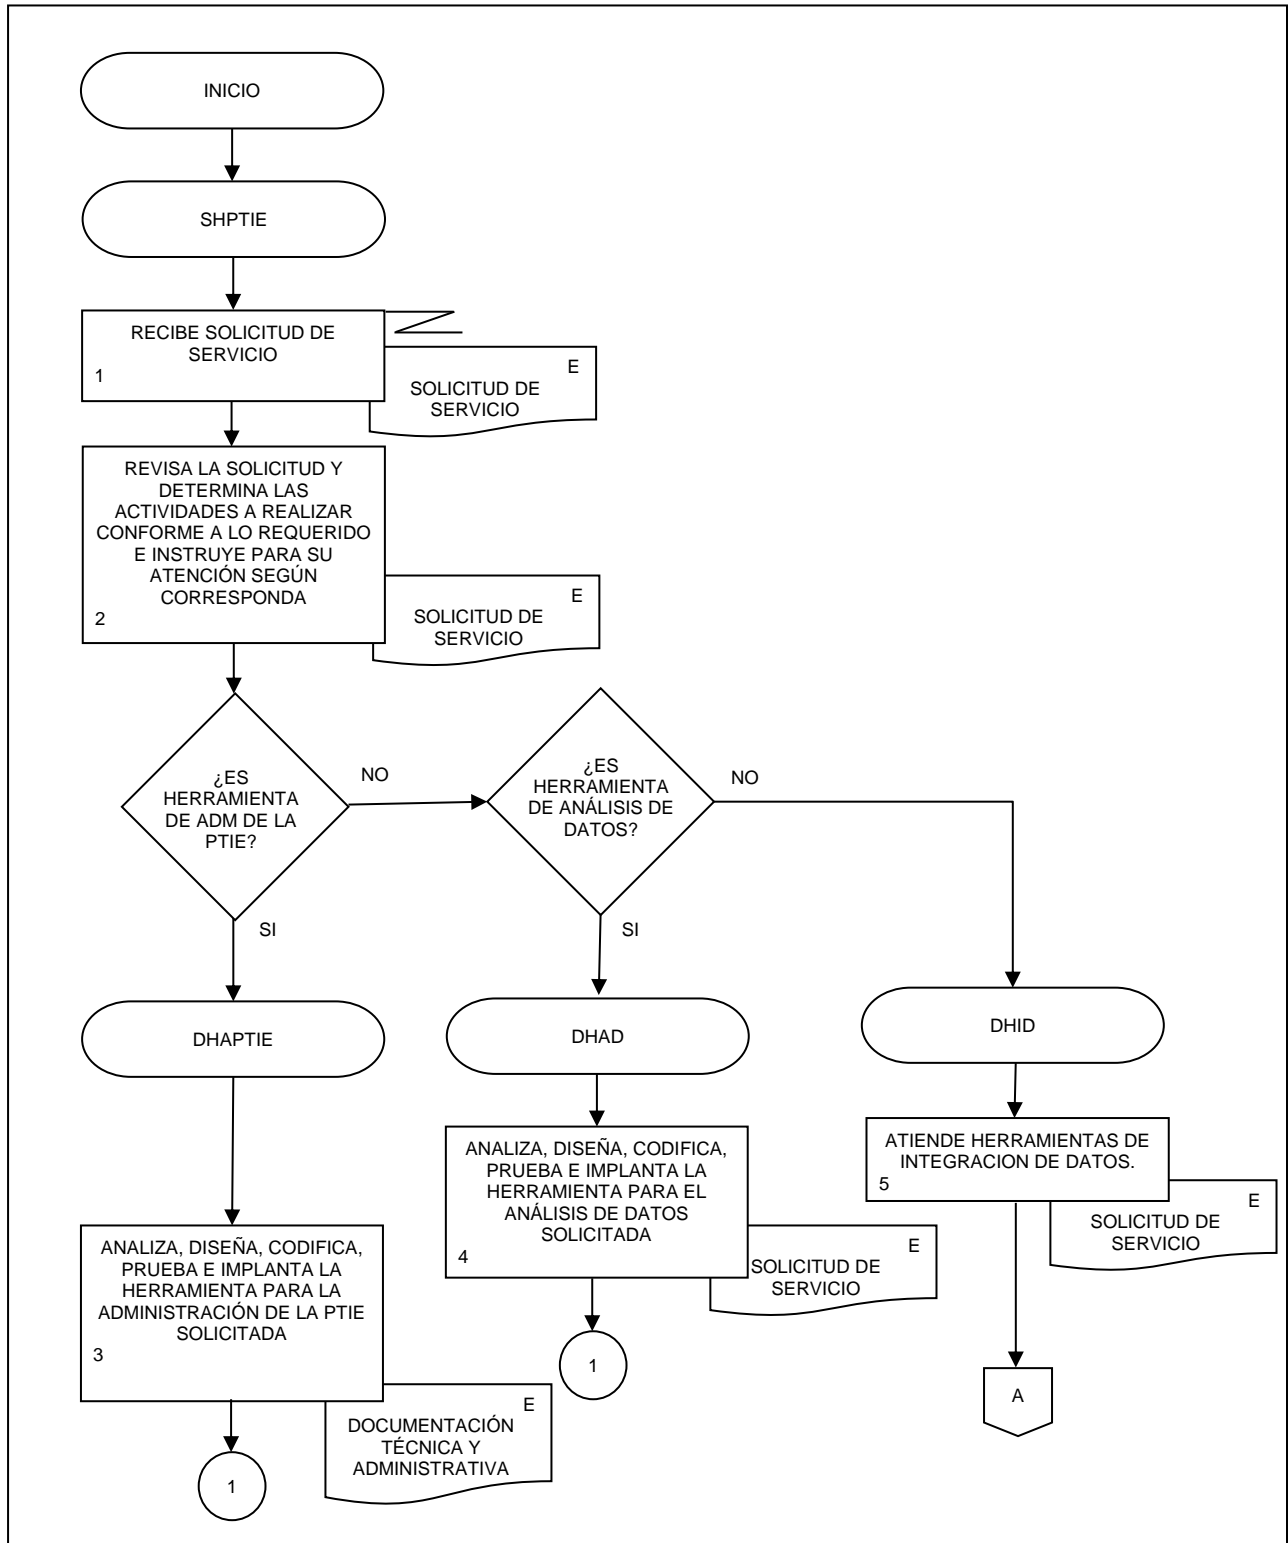 INICIO
SHPTIE
RECIBE SOLICITUD DE
SERVICIO
1
E
SOLICITUD DE
SERVICIO
REVISA LA SOLICITUD Y
DETERMINA LAS
ACTIVIDADES A REALIZAR
CONFORME A LO REQUERIDO
E INSTRUYE PARA SU
ATENCIÓN SEGÚN
CORRESPONDA
2
E
SOLICITUD DE
SERVICIO
¿ES
HERRAMIENTA
DE ADM DE LA
PTIE?
NO
SI
¿ES
HERRAMIENTA
DE ANÁLISIS DE
DATOS?
NO
SI
DHAPTIE
DHAD
DHID
ANALIZA, DISEÑA, CODIFICA,
PRUEBA E IMPLANTA LA
HERRAMIENTA PARA LA
ADMINISTRACIÓN DE LA PTIE
SOLICITADA
3
E
DOCUMENTACIÓN
TÉCNICA Y
ADMINISTRATIVA
1
ANALIZA, DISEÑA, CODIFICA,
PRUEBA E IMPLANTA LA
HERRAMIENTA PARA EL
ANÁLISIS DE DATOS
SOLICITADA
4
E
SOLICITUD DE
SERVICIO
1
ATIENDE HERRAMIENTAS DE
INTEGRACION DE DATOS.
5
E
SOLICITUD DE
SERVICIO
A